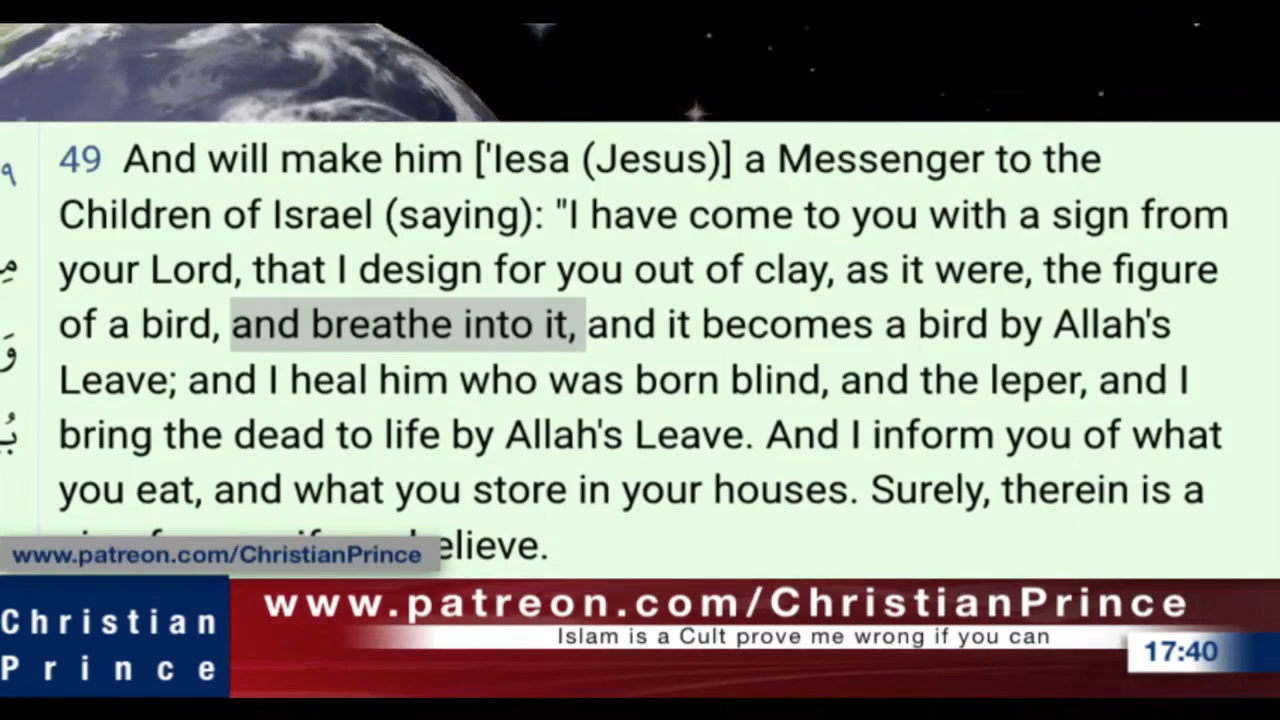 49 And will make him ['Iesa (Jesus)] a Messenger to the
Children of Israel (saying): "I have come to you with a sign from
your Lord, that I design for you out of clay, as it were, the figure
of a bird, and breathe into it, and it becomes a bird by Allah's
Leave; and I heal him who was born blind, and the leper, and I
bring the dead to life by Allah's Leave. And I inform you of what
you eat, and what you store in your houses. Surely, therein is a
elieve.
www.patreon.com/ChristianPrince
Christian
Prince
www.patreon.com/ChristianPrince
Islam is a Cult prove me wrong if you can
17:40